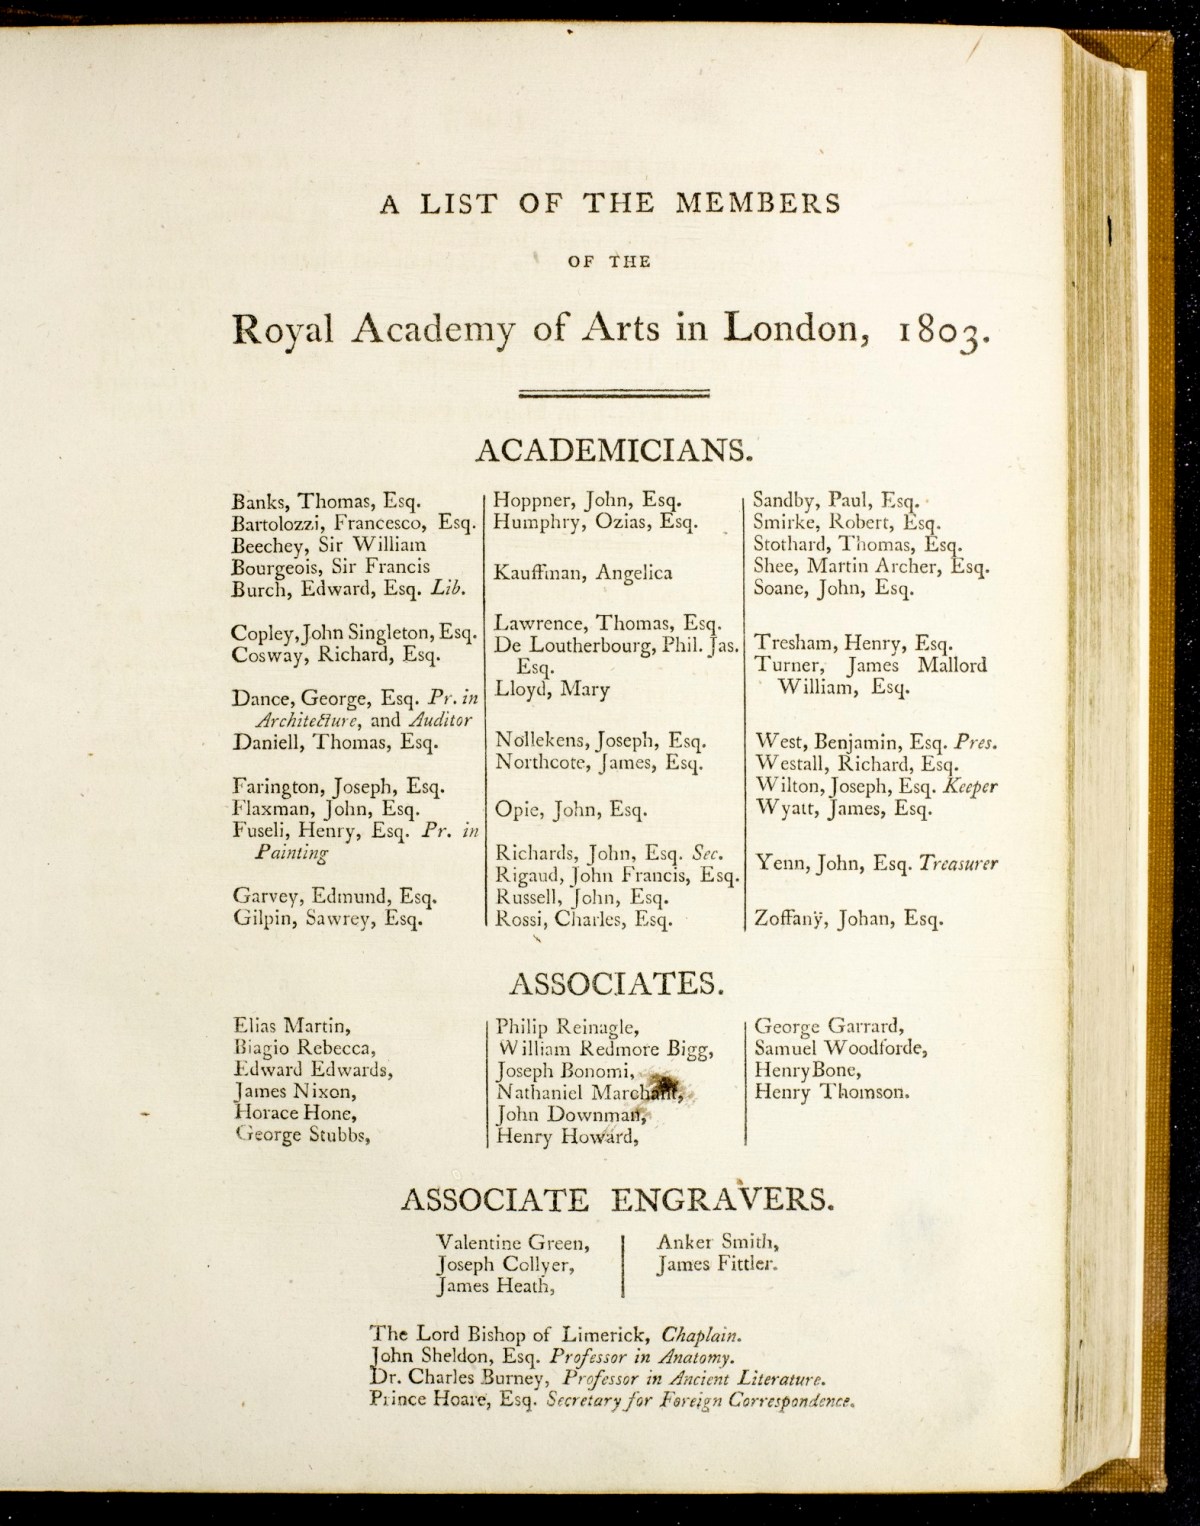 A LIST OF THE MEMBERS
OF THE
Royal Academy of Arts in London, 1803.
ACADEMICIANS.
Banks, Thomas, Esq.
Bartolozzi, Francesco, Esq.
Beechey, Sir William
Bourgeois, Sir Francis
Burch, Edward, Esq. Lib.
Copley, John Singleton, Esq.
Cosway, Richard, Esq.
Dance, George, Esq. Pr. in
Architecture, and Auditor
Daniell, Thomas, Esq.
Farington, Joseph, Esq.
Flaxman, John, Esq.
Fuseli, Henry, Esq. Pr. in
Painting
Garvey, Edmund, Esq.
Gilpin, Sawrey, Esq.
Hoppner, John, Esq.
Humphry, Ozias, Esq.
Kauffman, Angelica
Lawrence, Thomas, Esq.
De Loutherbourg, Phil. Jas.
Esq.
Lloyd, Mary
Nollekens, Joseph, Esq.
Northcote, James, Esq.
Opie, John, Esq.
Richards, John, Esq. Sec.
Rigaud, John Francis, Esq.
Russell, John, Esq.
Rossi, Charles, Esq.
Sandby, Paul, Esq.
Smirke, Robert, Esq.
Stothard, Thomas, Esq.
Shee, Martin Archer, Esq.
Soane, John, Esq.
Tresham, Henry, Esq.
Turner, James Mallord
William, Esq.
West, Benjamin, Esq. Pres.
Westall, Richard, Esq.
Wilton, Joseph, Esq. Keeper
Wyatt, James, Esq.
Yenn, John, Esq. Treasurer
Zoffanÿ, Johan, Esq.
ASSOCIATES.
Elias Martin,
Biagio Rebecca,
Edward Edwards,
James Nixon,
Horace Hone,
George Stubbs,
Philip Reinagle,
William Redmore Bigg,
Joseph Bonomi,
Nathaniel Marchant,
John Downman,
Henry Howard,
George Garrard,
Samuel Woodforde,
Henry Bone,
Henry Thomson.
ASSOCIATE ENGRAVERS.
Valentine Green,
Joseph Collyer,
James Heath,
Anker Smith,
James Fittler.
The Lord Bishop of Limerick, Chaplain.
John Sheldon, Esq. Professor in Anatomy.
Dr. Charles Burney, Professor in Ancient Literature.
Prince Hoare, Esq. Secretary for Foreign Correspondence.